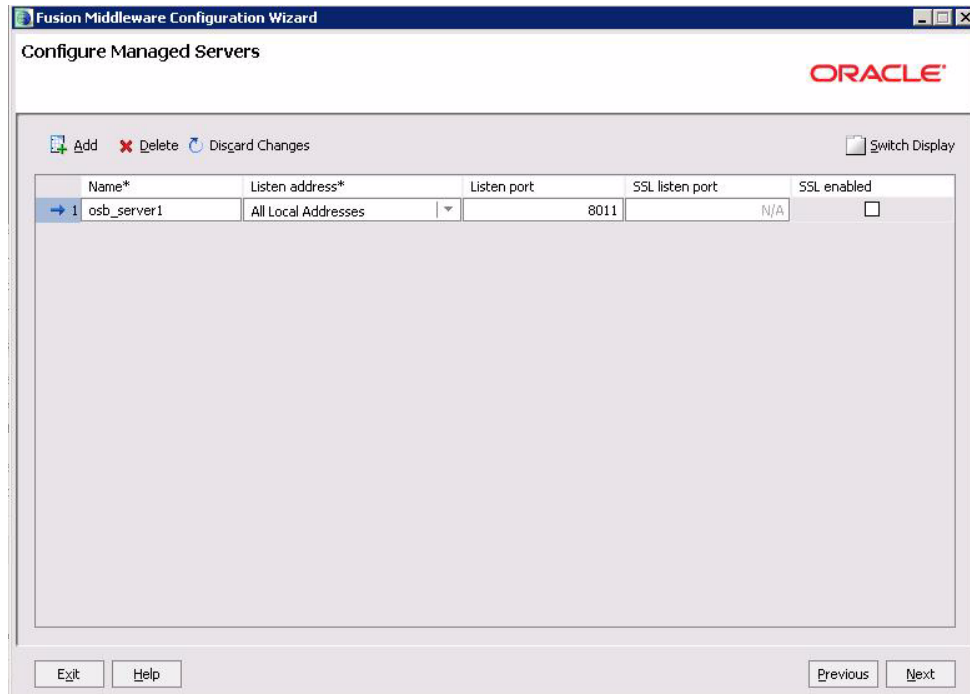 Fusion Middleware Configuration Wizard
Configure Managed Servers
ORACLE
Add Delete Discard Changes Switch Display
Name* Listen address* Listen port SSL listen port SSL enabled
1 osb_server1 All Local Addresses 8011 N/A
Exit Help Previous Next